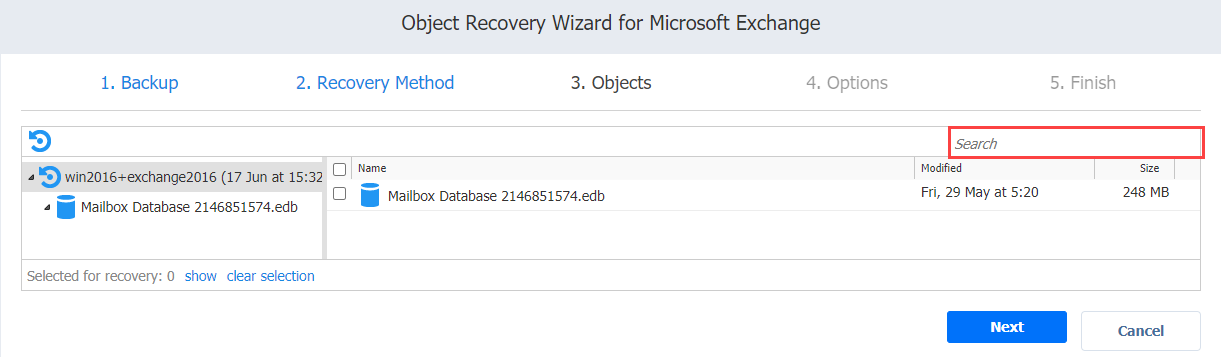 Object Recovery Wizard for Microsoft Exchange
1. Backup 2. Recovery Method 3. Objects 4. Options 5. Finish
Search
win2016+exchange2016 (17 Jun at 15:32
Mailbox Database 2146851574.edb
Name Modified Size
Mailbox Database 2146851574.edb Fri, 29 May at 5:20 248 MB
Selected for recovery: 0 show clear selection
Next Cancel